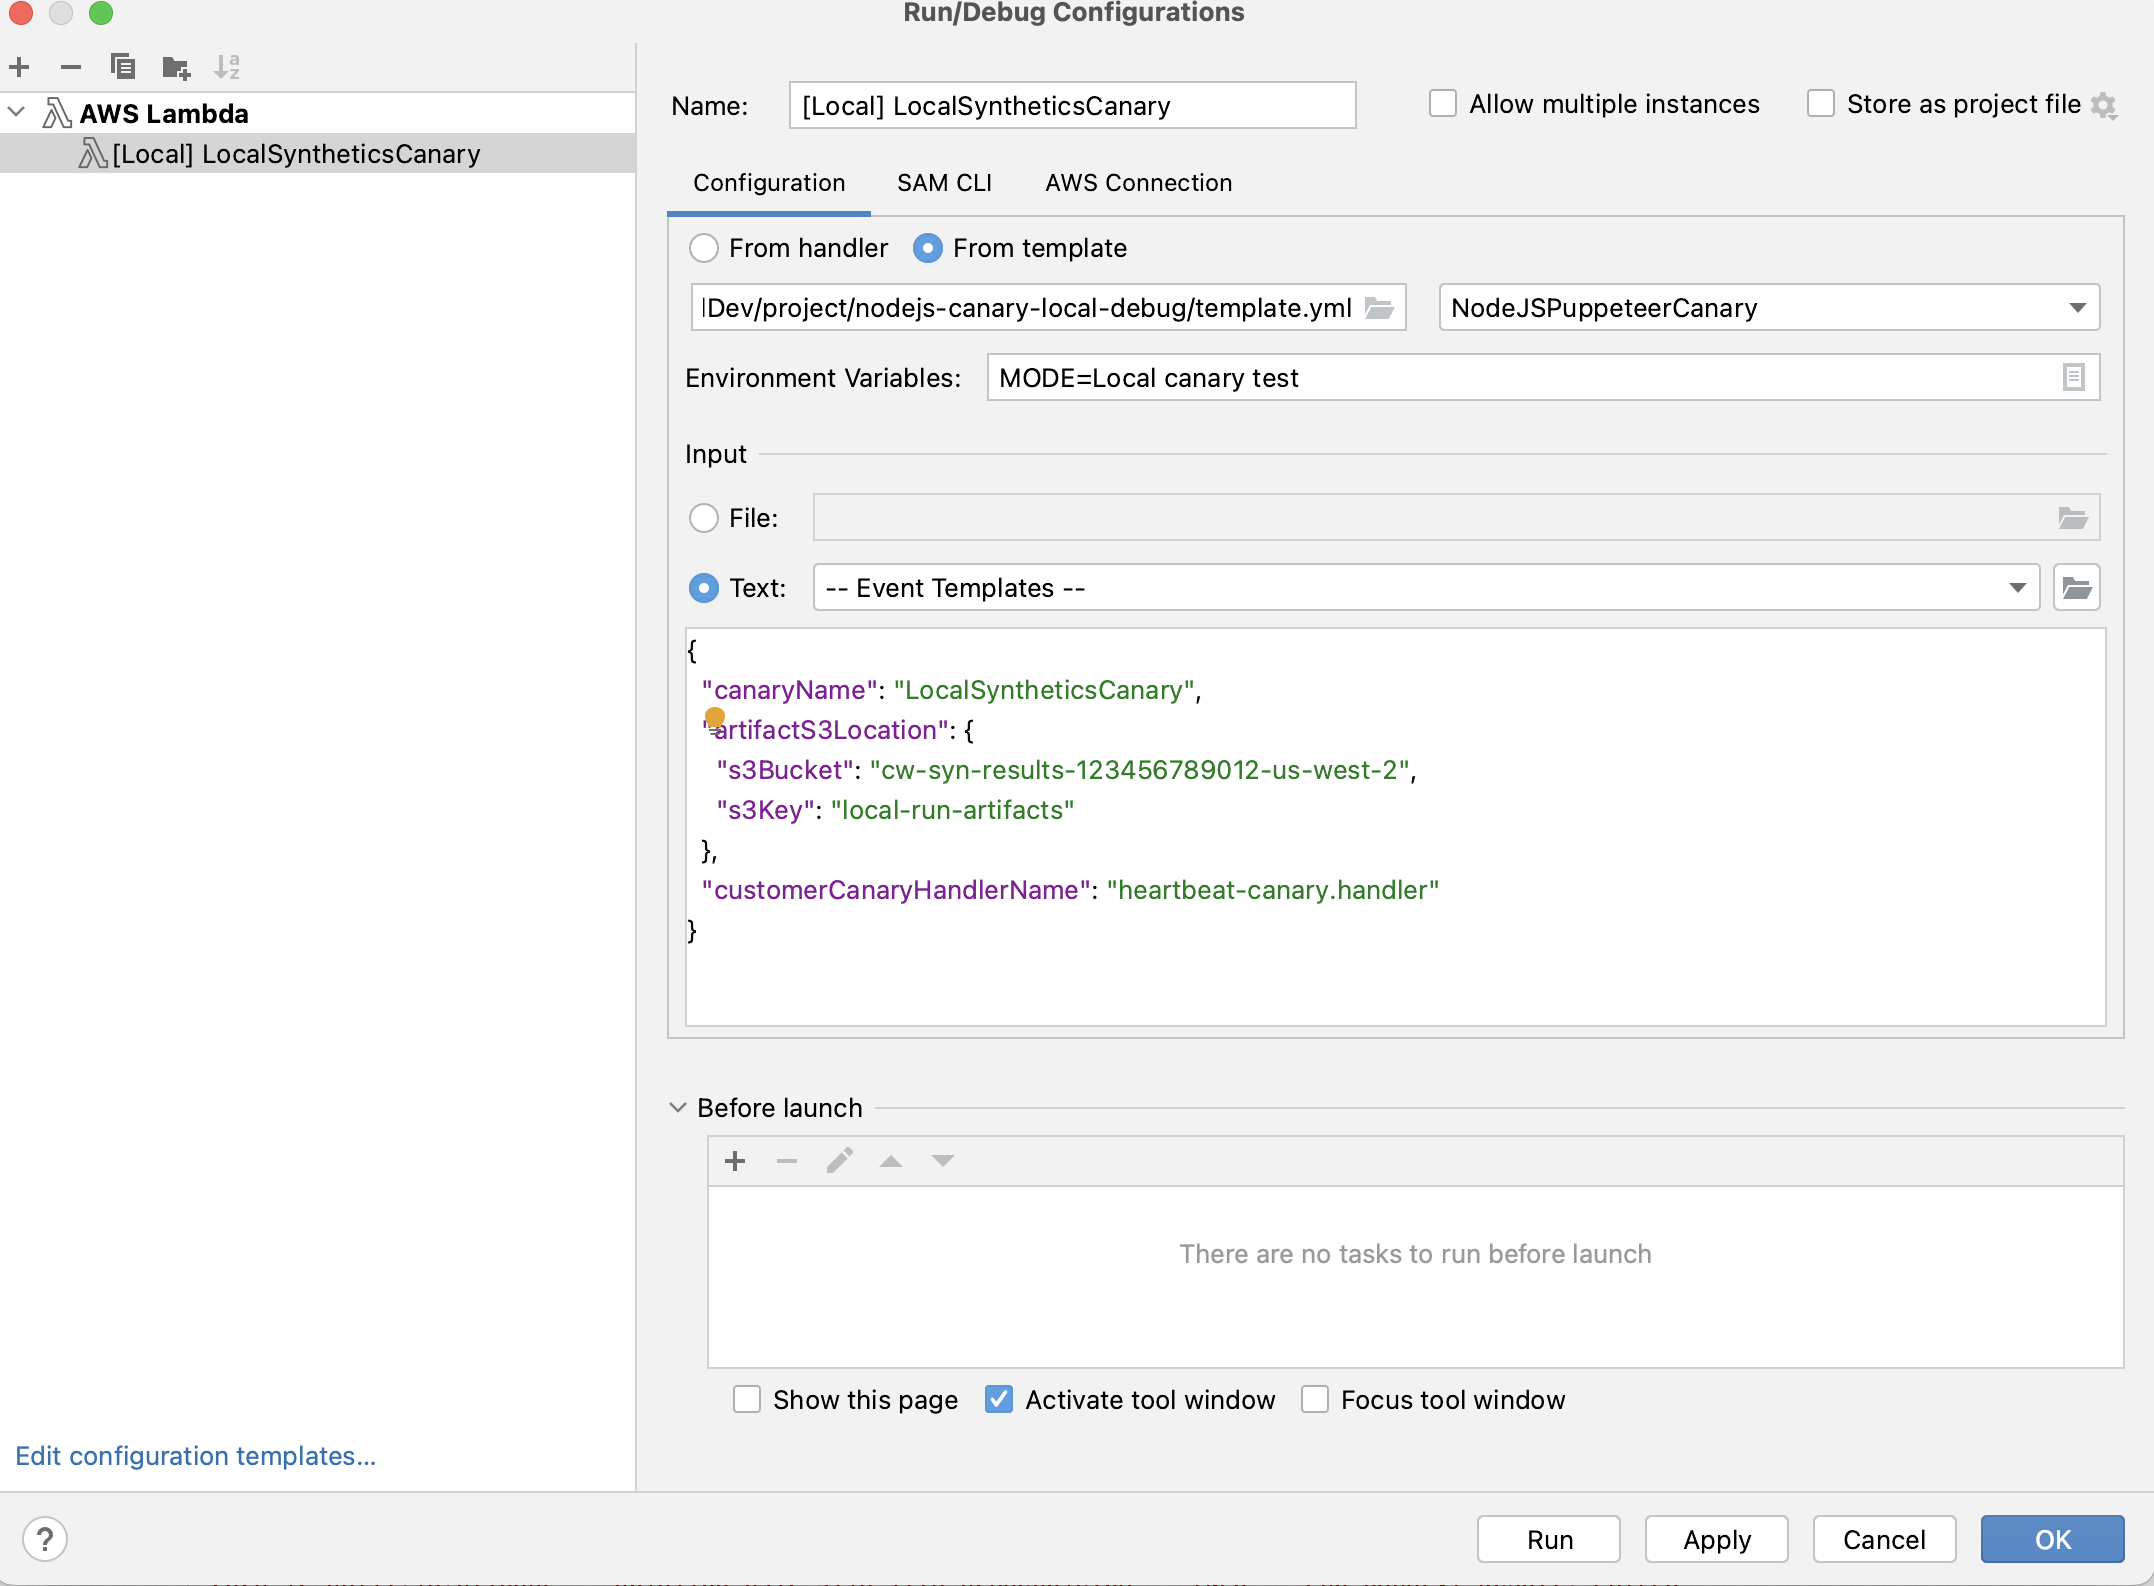 Run/Debug Configurations
AWS Lambda
[Local] LocalSyntheticsCanary
Edit configuration templates...
Name: [Local] LocalSyntheticsCanary Allow multiple instances Store as project file
Configuration SAM CLI AWS Connection
From handler From template
Dev/project/nodejs-canary-local-debug/template.yml NodeJSPuppeteerCanary
Environment Variables: MODE=Local canary test
Input
File:
Text: -- Event Templates --
{
"canaryName": "LocalSyntheticsCanary",
"artifactS3Location": {
"s3Bucket": "cw-syn-results-123456789012-us-west-2",
"s3Key": "local-run-artifacts"
},
"customerCanaryHandlerName": "heartbeat-canary.handler"
}
Before launch
There are no tasks to run before launch
Show this page Activate tool window Focus tool window
? Run Apply Cancel OK